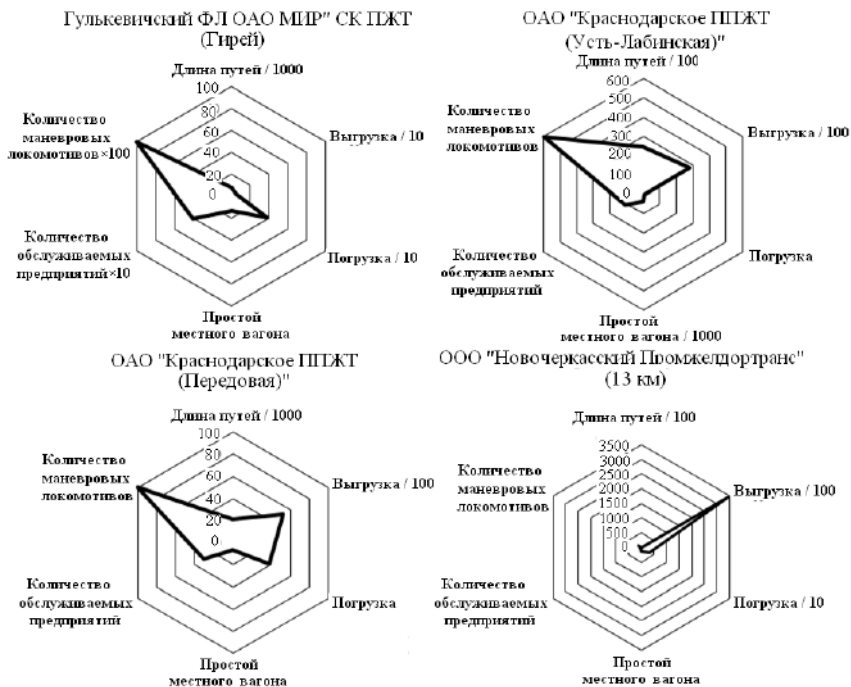 Гулькевичский ФЛ ОАО МИР" СК ПЖТ
(Гирей)
Длина путей / 1000
100
80
60
40
20
0
Количество
маневровых
локомотивов×100
Выгрузка / 10
Количество
обслуживаемых
предприятий×10
Погрузка / 10
Простой
местного вагона
ОАО "Краснодарское ППЖТ
(Усть-Лабинская)"
Длина путей / 100
600
500
400
300
200
100
0
Количество
маневровых
локомотивов
Выгрузка / 100
Количество
обслуживаемых
предприятий
Погрузка
Простой
местного вагона / 1000
ОАО "Краснодарское ППЖТ
(Передовая)"
Длина путей / 1000
100
80
60
40
20
0
Количество
маневровых
локомотивов
Выгрузка / 100
Количество
обслуживаемых
предприятий
Погрузка
Простой
местного вагона
ООО "Новочеркасский Промжелдортранс"
(13 км)
Длина путей / 100
3500
3000
2500
2000
1500
1000
500
0
Количество
маневровых
локомотивов
Выгрузка / 100
Количество
обслуживаемых
предприятий
Погрузка / 10
Простой
местного вагона